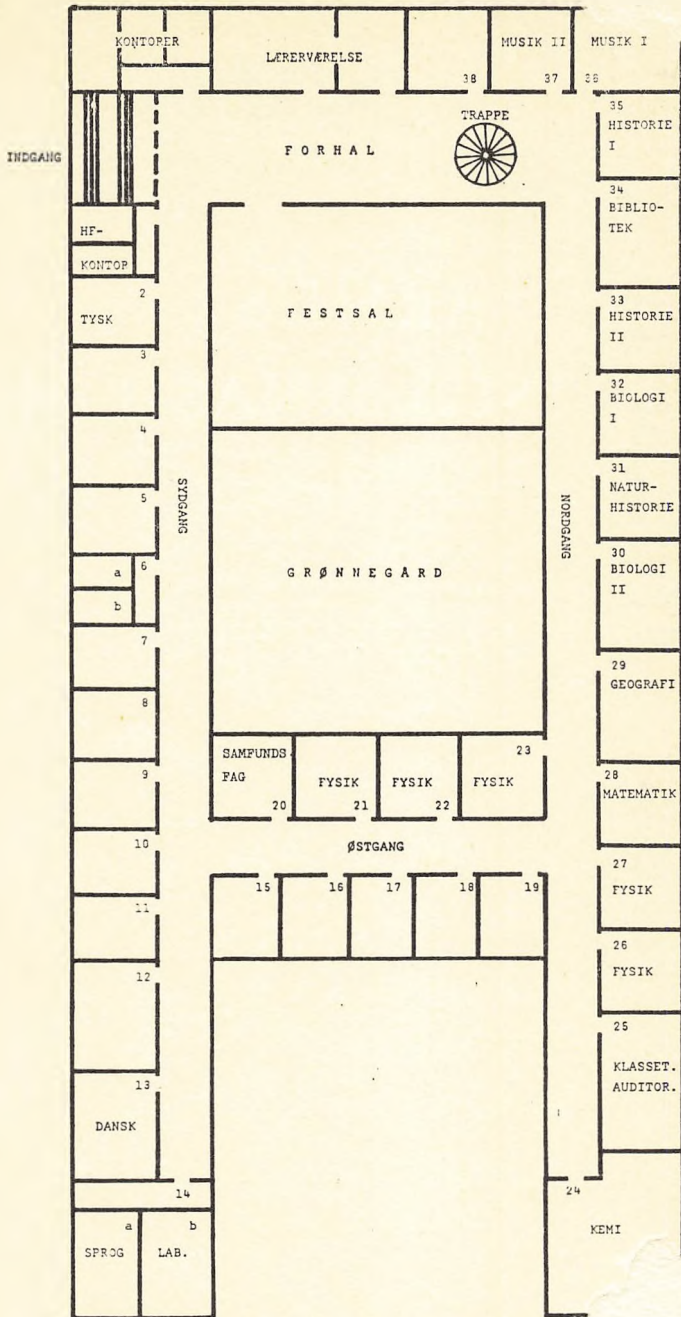 KONTORER
LÆRERVÆRELSE
38
MUSIK II
37
MUSIK I
36
INDGANG
FORHAL
TRAPPE
35
HISTORIE
I
34
BIBLIO-
TEK
HF-
KONTOR
2
TYSK
FESTSAL
33
HISTORIE
II
3
32
BIOLOGI
I
4
SYDGANG
5
NORDGANG
31
NATUR-
HISTORIE
6
a
b
GRØNNEGÅRD
30
BIOLOGI
II
7
8
29
GEOGRAFI
SAMFUNDS
FAG
20
FYSIK
21
FYSIK
22
23
FYSIK
9
28
MATEMATIK
10
ØSTGANG
27
FYSIK
15
16
17
18
19
11
26
FYSIK
12
25
KLASSET.
AUDITOR.
13
DANSK
14
24
KEMI
a
SPROG
b
LAB.